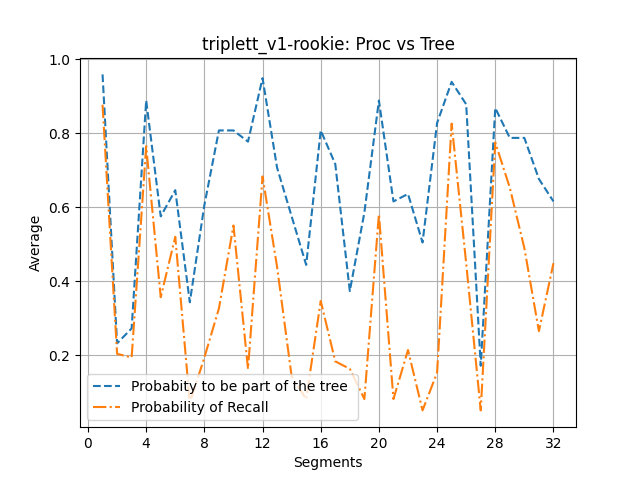 triplett_v1-rookie: Proc vs Tree
1.0
0.8
0.6
0.4
0.2
Average
Probabity to be part of the tree
Probability of Recall
0 4 8 12 16 20 24 28 32
Segments